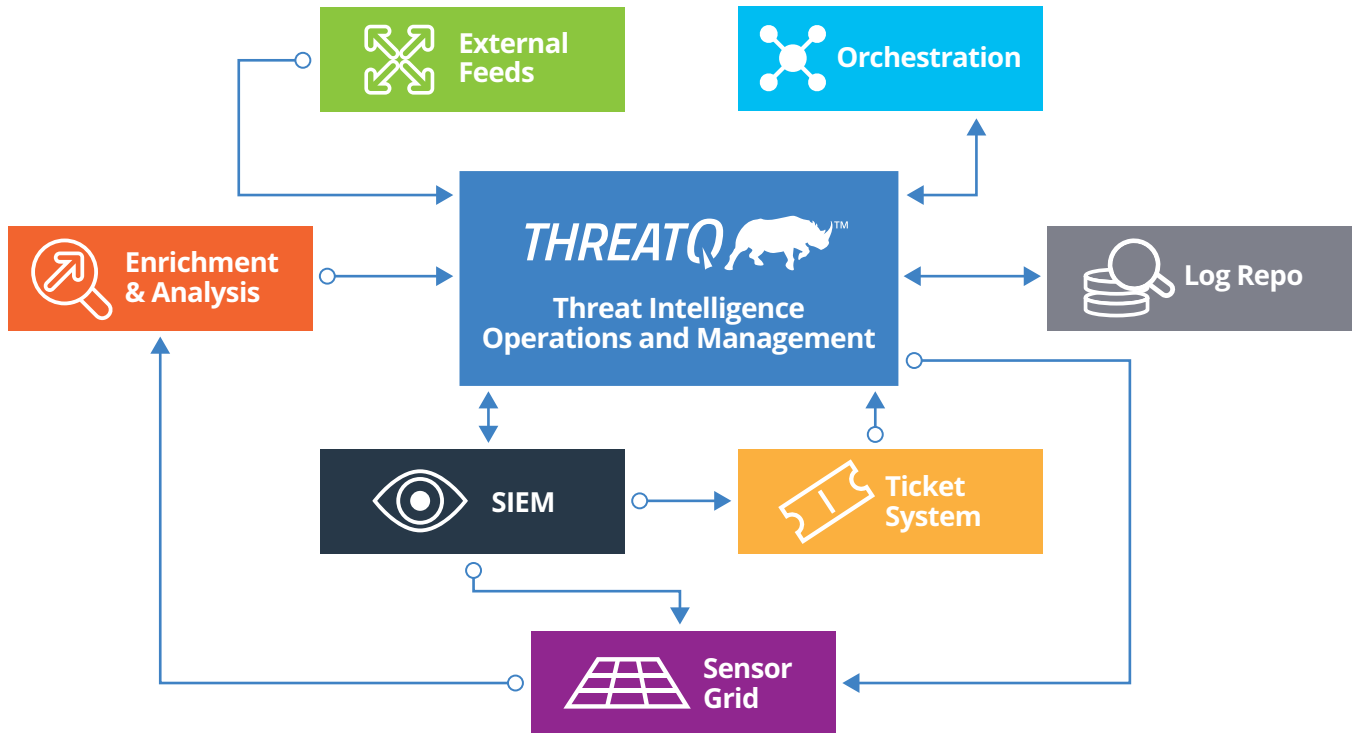 External
Feeds
Orchestration
THREATQ™
Enrichment
& Analysis
Threat Intelligence
Operations and Management
Log Repo
SIEM
Ticket
System
Sensor
Grid